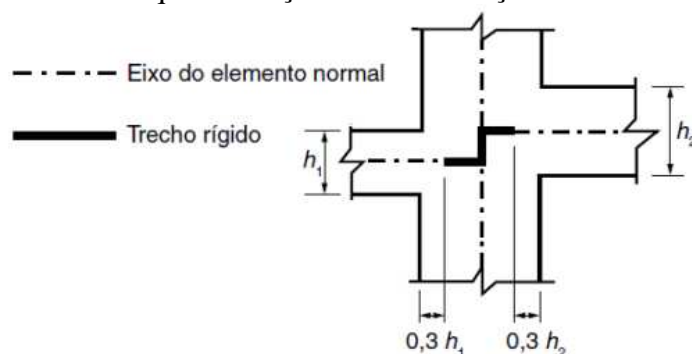 Eixo do elemento normal
Trecho rígido
h1
h2
0,3 h1
0,3 h2